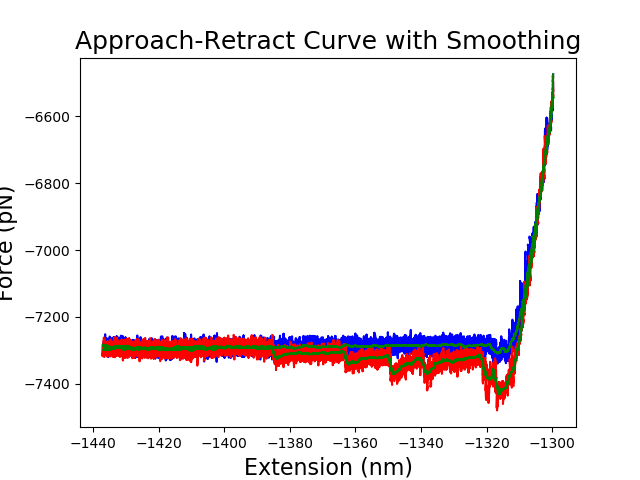 Approach-Retract Curve with Smoothing
Force (pN)
−6600
−6800
−7000
−7200
−7400
−1440 −1420 −1400 −1380 −1360 −1340 −1320 −1300
Extension (nm)